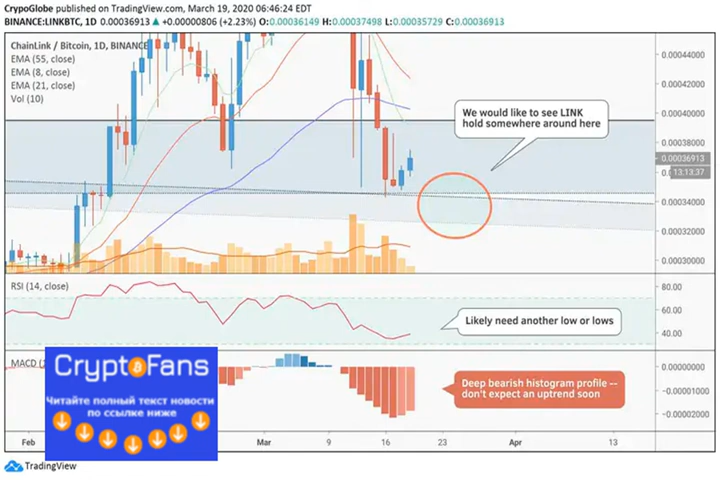 CrypoGlobe published on TradingView.com, March 19, 2020 06:46:24 EDT
BINANCE:LINKBTC, 1D 0.00036913 ▲ +0.00000806 (+2.23%) O:0.00036149 H:0.00037498 L:0.00035729 C:0.00036913
ChainLink / Bitcoin, 1D, BINANCE
EMA (55, close)
EMA (8, close)
EMA (21, close)
Vol (10)
We would like to see LINK
hold somewhere around here
0.00044000
0.00042000
0.00040000
0.00038000
0.00036913
13:13:37
0.00034000
0.00032000
0.00030000
RSI (14, close)
Likely need another low or lows
80.00
60.00
40.00
MACD (1
Deep bearish histogram profile —
don't expect an uptrend soon
0.00000000
-0.00001000
-0.00002000
CryptoFans
Читайте полный текст новости
по ссылке ниже
Feb
Mar
9
16
23
Apr
13
TradingView